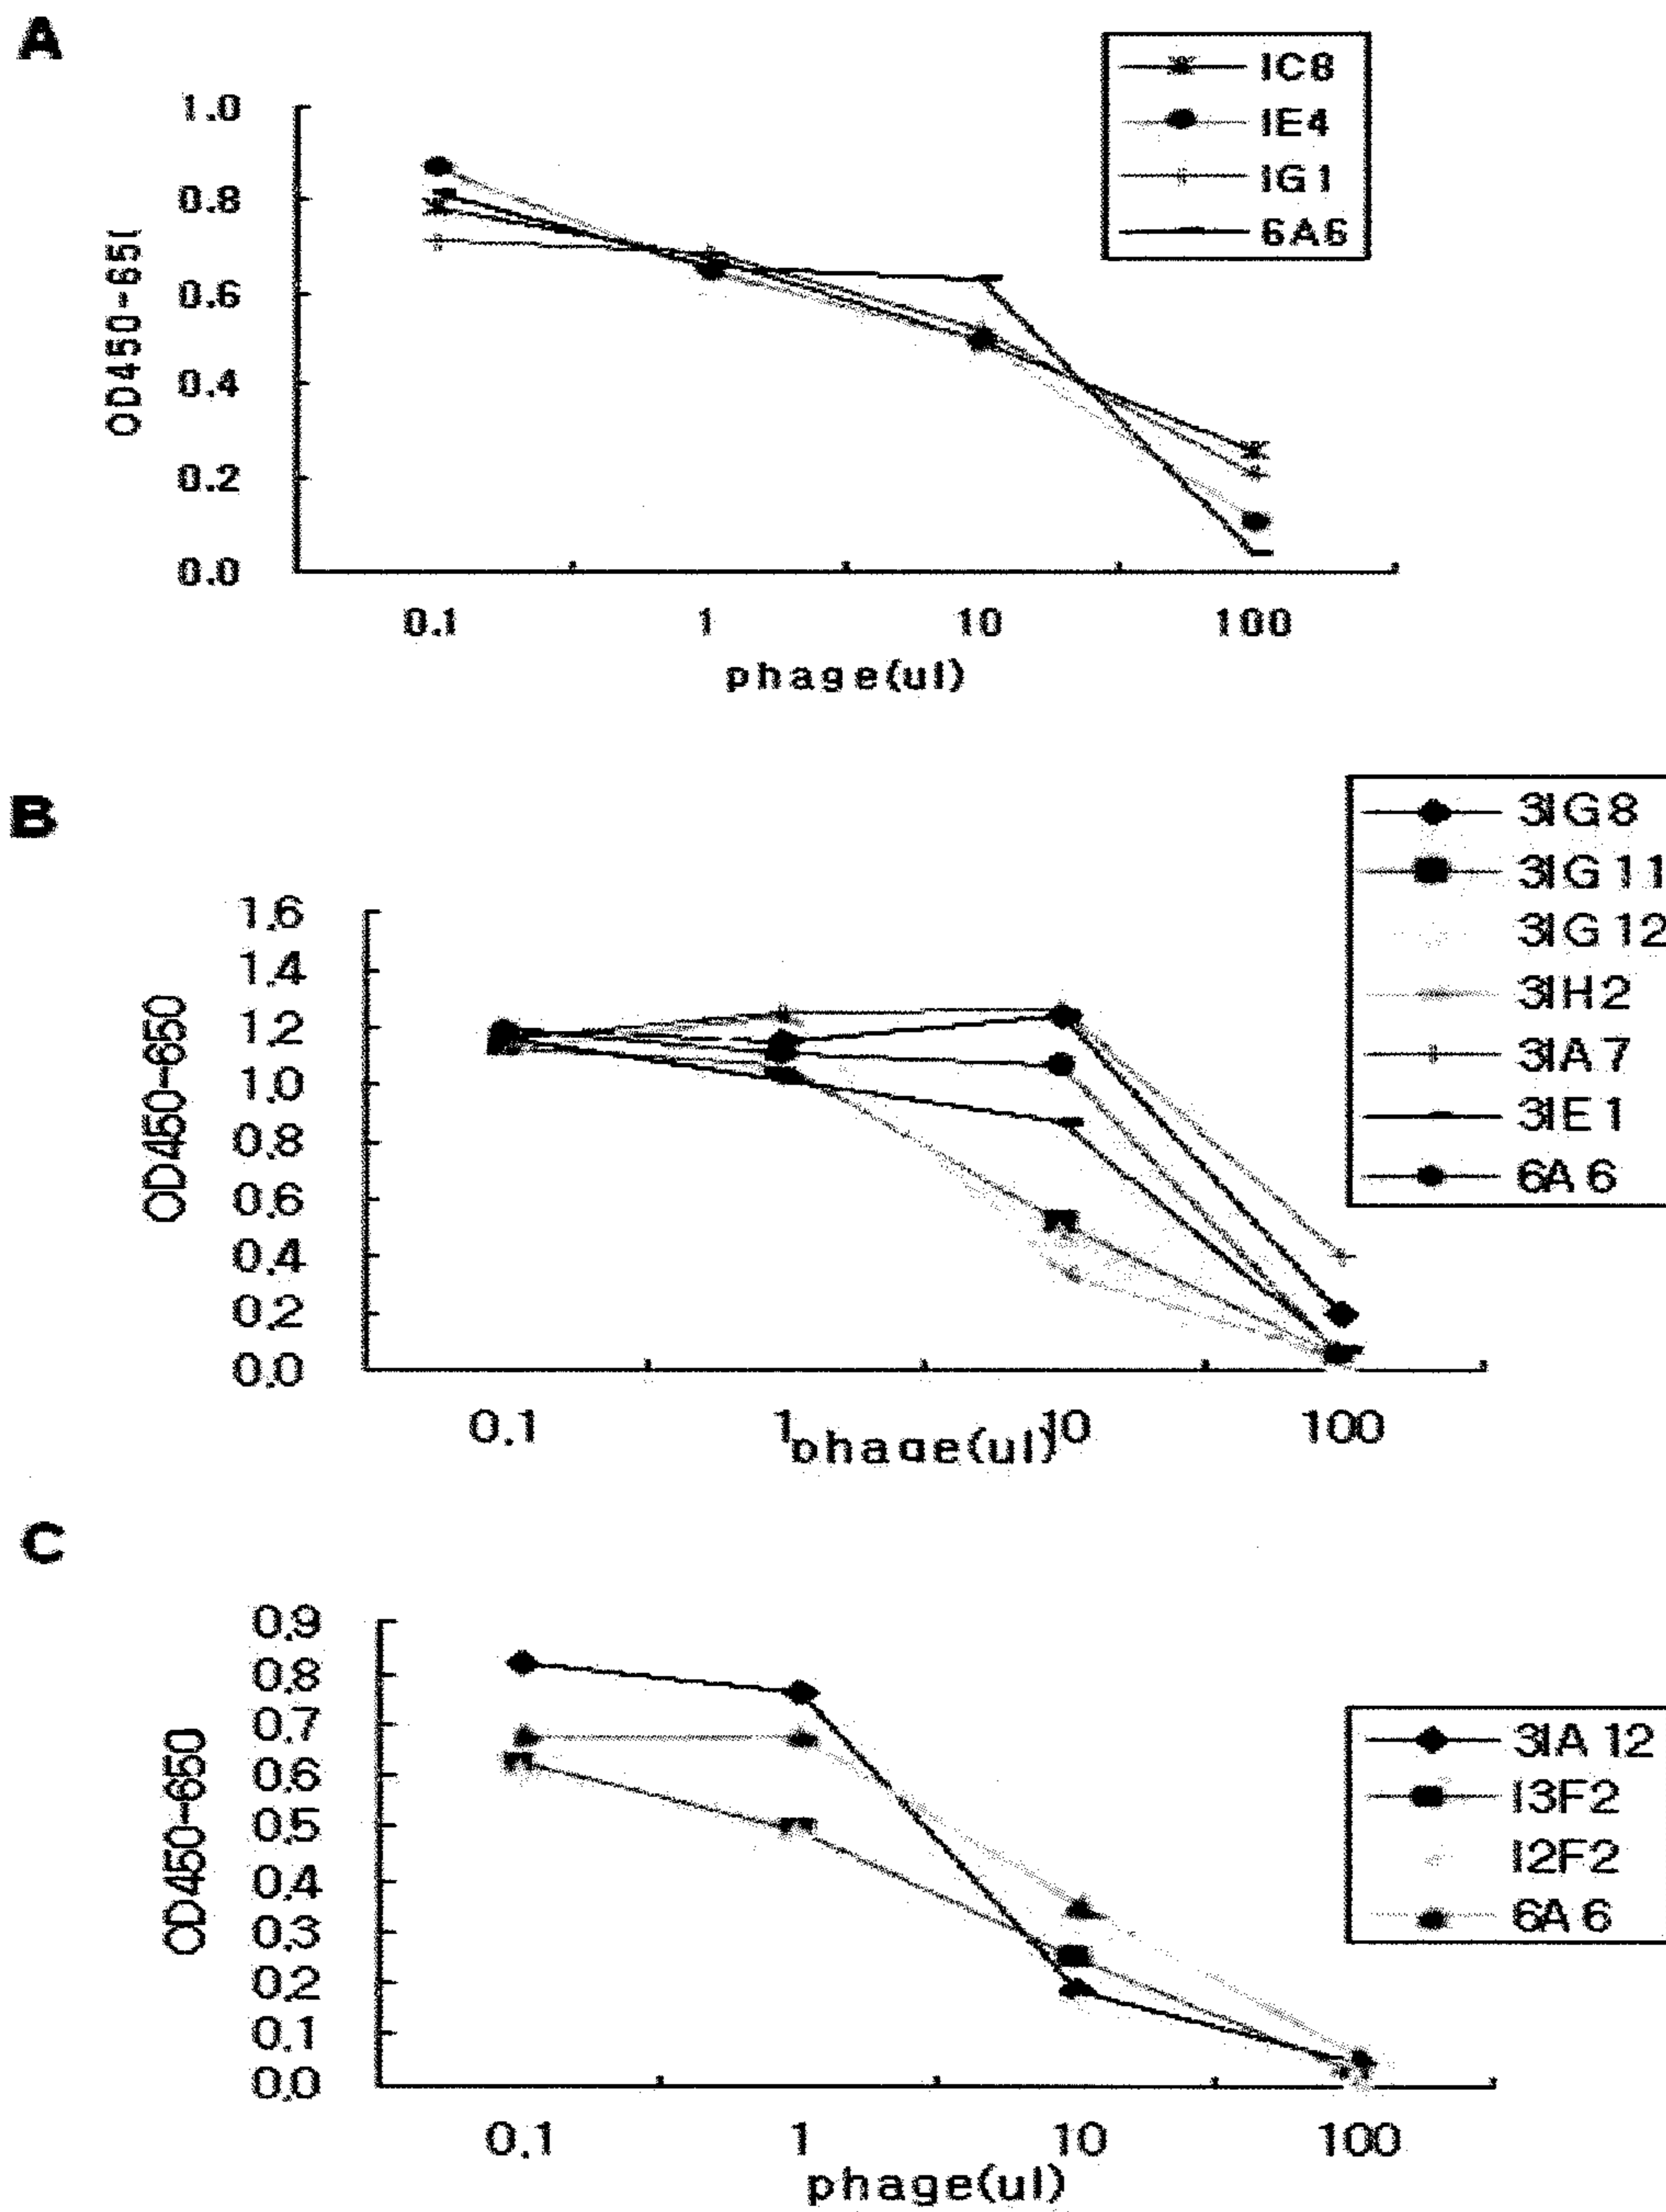 A
IC8
IE4
IG1
6A6
1.0
0.8
0.6
0.4
0.2
0.0
OD450-65(
0.1 1 10 100
phage(ul)
B
3IG8
3IG11
3IG12
3IH2
3IA7
3IE1
6A6
1.6
1.4
1.2
1.0
0.8
0.6
0.4
0.2
0.0
OD450-650
0.1 1 10 100
phage(ul)
C
0.9
0.8
0.7
0.6
0.5
0.4
0.3
0.2
0.1
0.0
OD450-650
3IA12
I3F2
I2F2
6A6
0.1 1 10 100
phage(ul)